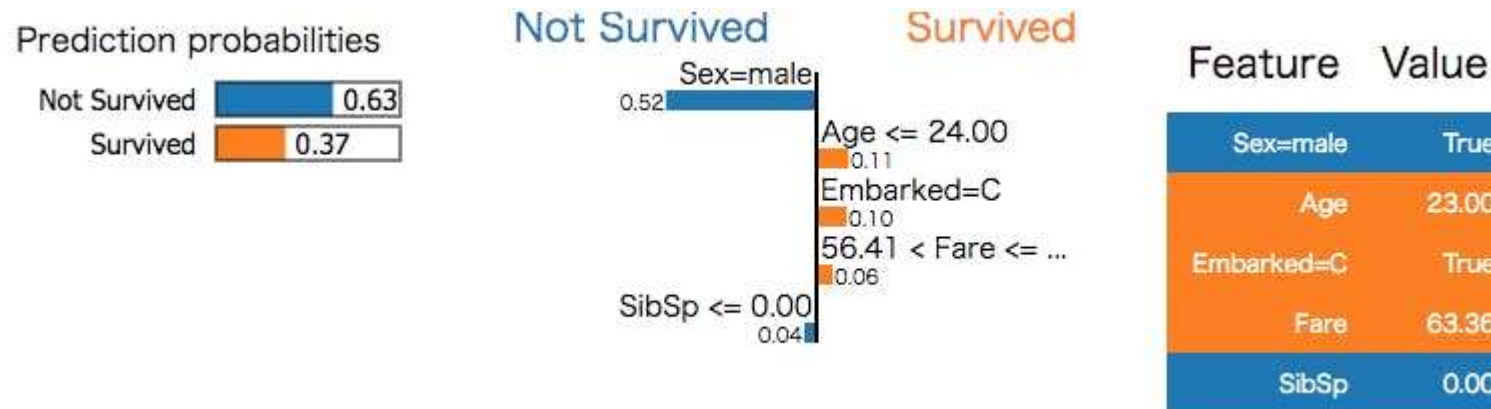 Prediction probabilities
Not Survived 0.63
Survived 0.37
Not Survived Survived
Sex=male
0.52
Age <= 24.00
0.11
Embarked=C
0.10
56.41 < Fare <= ...
0.06
SibSp <= 0.00
0.04
Feature Value
Sex=male True
Age 23.00
Embarked=C True
Fare 63.36
SibSp 0.00